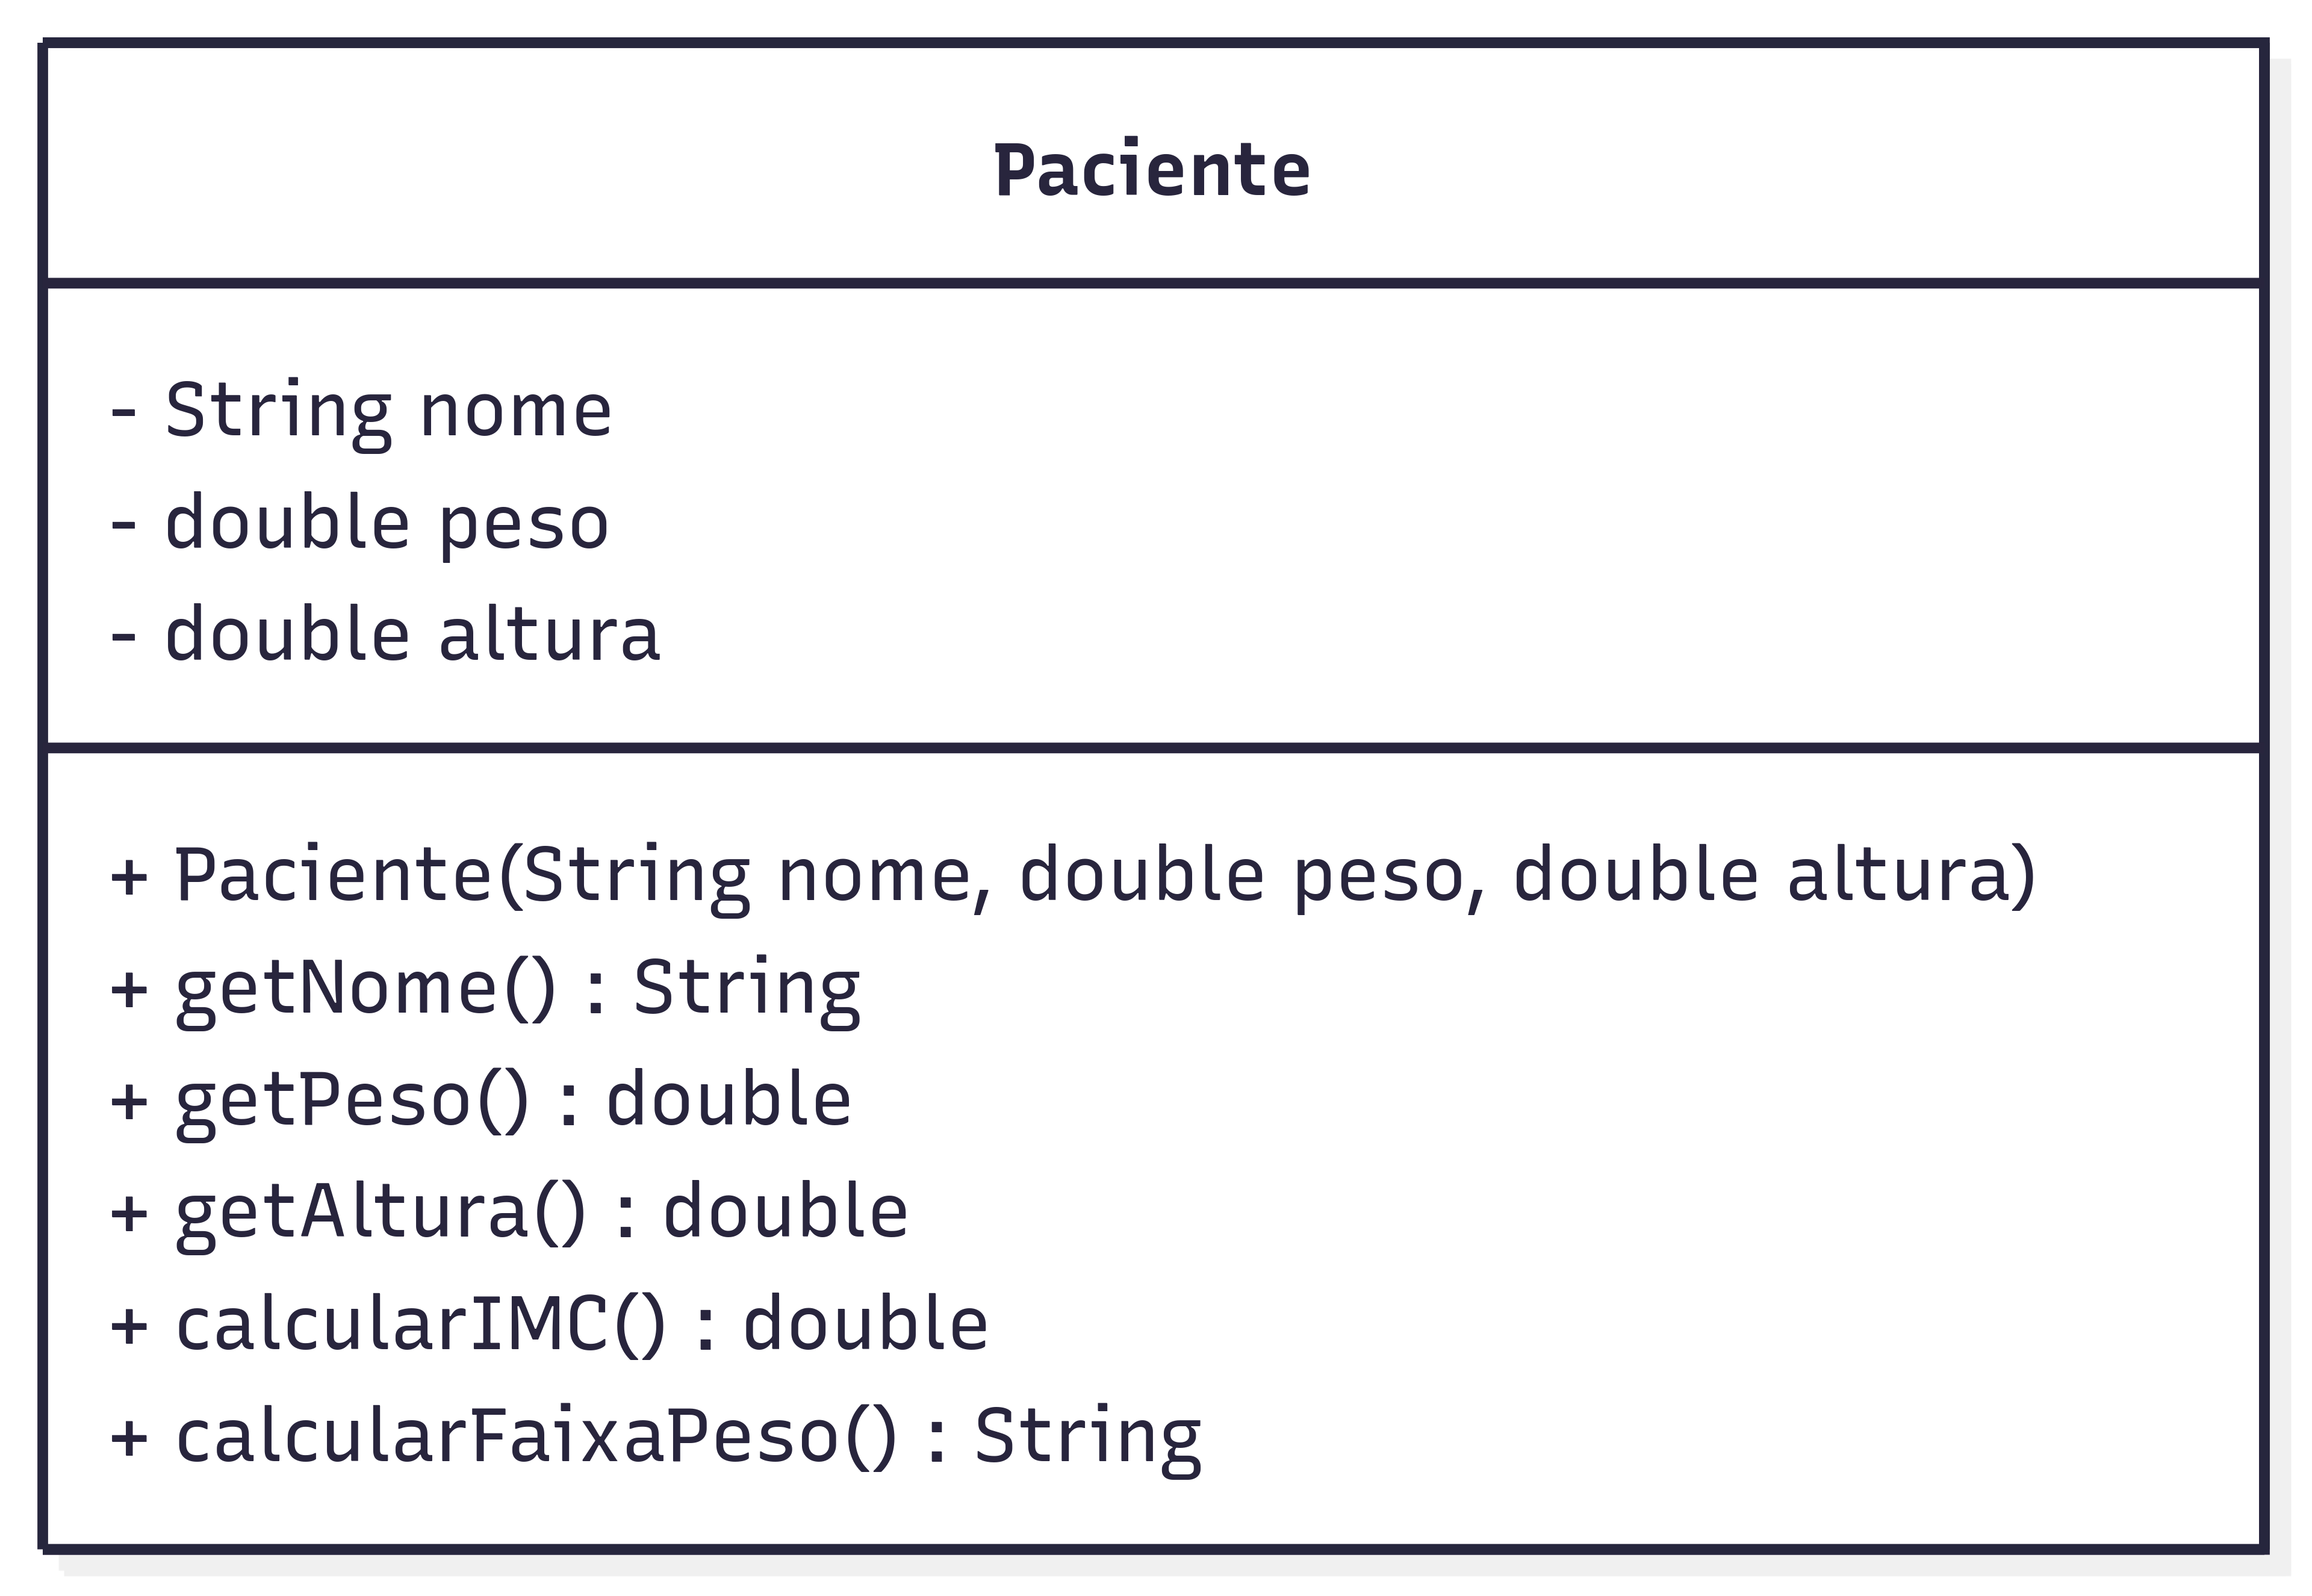 Paciente
- String nome
- double peso
- double altura
+ Paciente(String nome, double peso, double altura)
+ getNome() : String
+ getPeso() : double
+ getAltura() : double
+ calcularIMC() : double
+ calcularFaixaPeso() : String